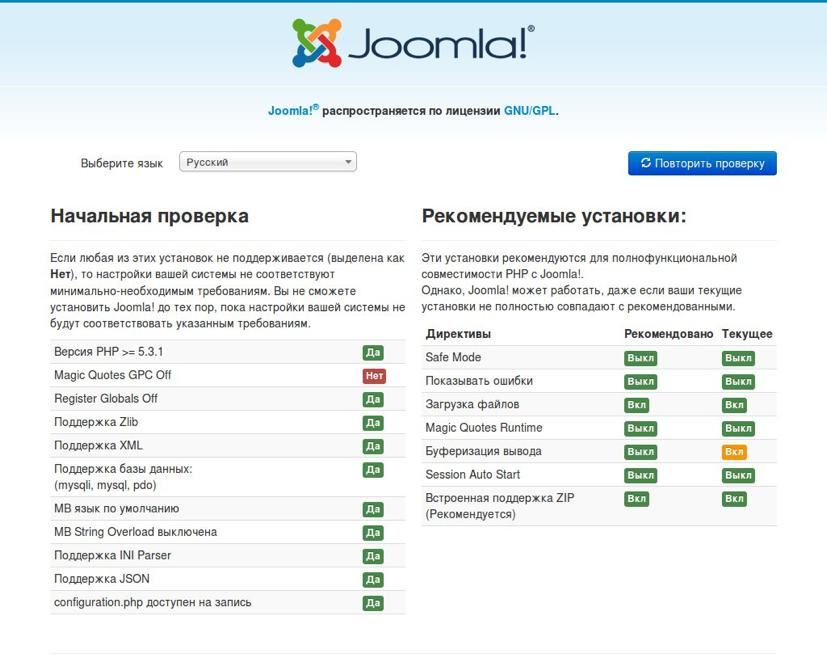 Joomla!®
Joomla!® распространяется по лицензии GNU/GPL.
Выберите язык
Русский
Повторить проверку
Начальная проверка
Если любая из этих установок не поддерживается (выделена как
Нет), то настройки вашей системы не соответствуют
минимально-необходимым требованиям. Вы не сможете
установить Joomla! до тех пор, пока настройки вашей системы не
будут соответствовать указанным требованиям.
Версия PHP >= 5.3.1 Да
Magic Quotes GPC Off Нет
Register Globals Off Да
Поддержка Zlib Да
Поддержка XML Да
Поддержка базы данных: Да
(mysqli, mysql, pdo)
MB язык по умолчанию Да
MB String Overload выключена Да
Поддержка INI Parser Да
Поддержка JSON Да
configuration.php доступен на запись Да
Рекомендуемые установки:
Эти установки рекомендуются для полнофункциональной
совместимости PHP с Joomla!.
Однако, Joomla! может работать, даже если ваши текущие
установки не полностью совпадают с рекомендованными.
Директивы Рекомендовано Текущее
Safe Mode Выкл Выкл
Показывать ошибки Выкл Выкл
Загрузка файлов Вкл Вкл
Magic Quotes Runtime Выкл Выкл
Буферизация вывода Выкл Вкл
Session Auto Start Выкл Выкл
Встроенная поддержка ZIP Вкл Вкл
(Рекомендуется)